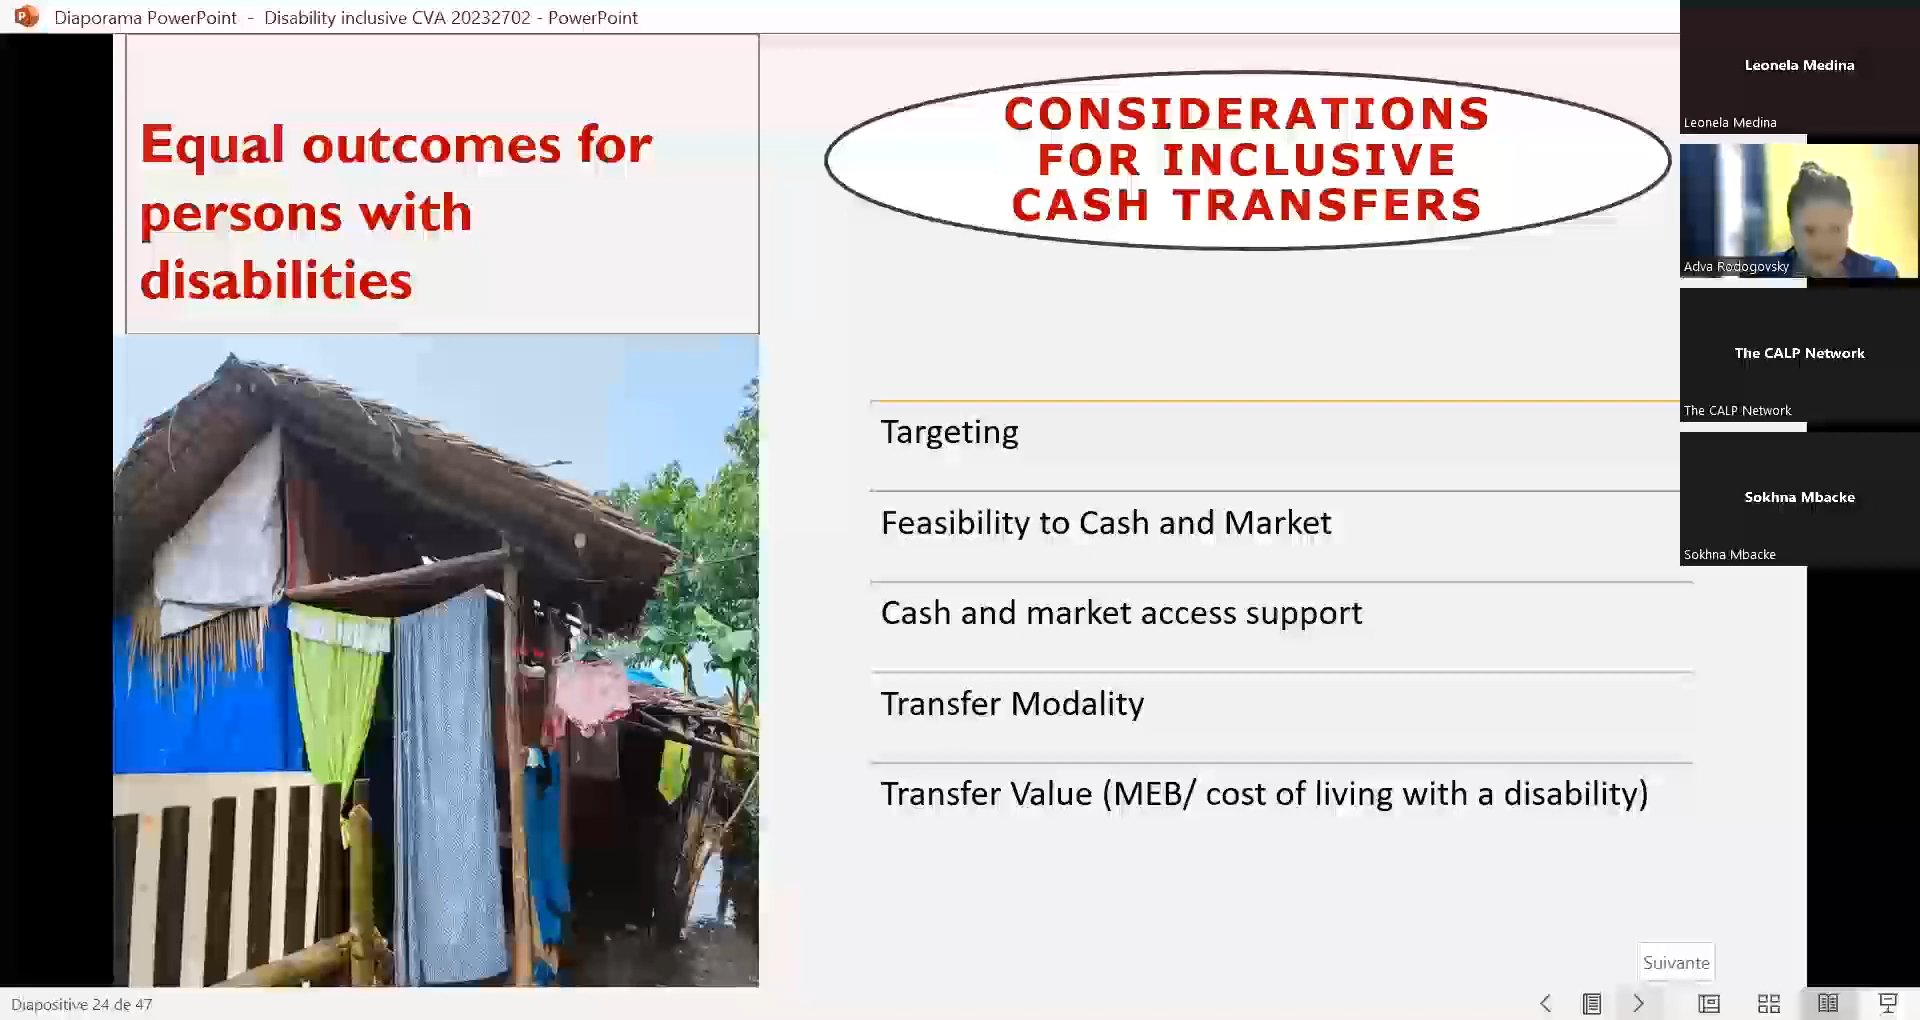 Diaporama PowerPoint - Disability inclusive CVA 20232702 - PowerPoint
Equal outcomes for
persons with
disabilities
CONSIDERATIONS
FOR INCLUSIVE
CASH TRANSFERS
Targeting
Feasibility to Cash and Market
Cash and market access support
Transfer Modality
Transfer Value (MEB/ cost of living with a disability)
Leonela Medina
Leonela Medina
Adva Rodogovsky
The CALP Network
The CALP Network
Sokhna Mbacke
Sokhna Mbacke
Suivante
Diapositive 24 de 47